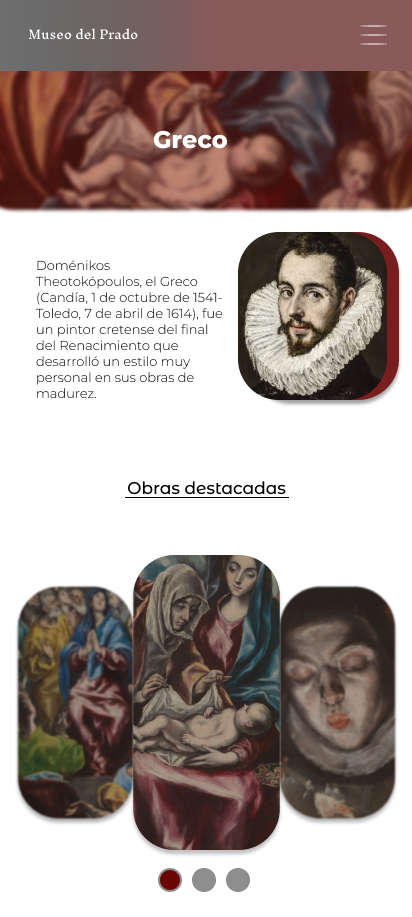 Museo del Prado
Greco
Doménikos
Theotokópoulos, el Greco
(Candía, 1 de octubre de 1541-
Toledo, 7 de abril de 1614), fue
un pintor cretense del final
del Renacimiento que
desarrolló un estilo muy
personal en sus obras de
madurez.
Obras destacadas